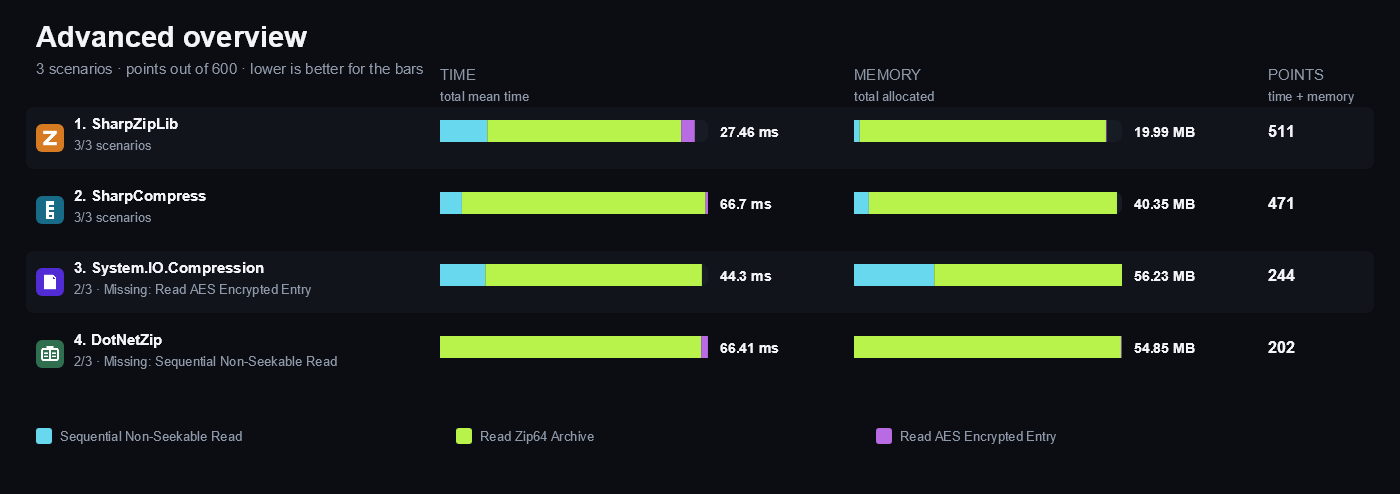 Advanced overview
3 scenarios · points out of 600 · lower is better for the bars
TIME
total mean time
MEMORY
total allocated
POINTS
time + memory
1. SharpZipLib
3/3 scenarios
27.46 ms
19.99 MB
511
2. SharpCompress
3/3 scenarios
66.7 ms
40.35 MB
471
3. System.IO.Compression
2/3 · Missing: Read AES Encrypted Entry
44.3 ms
56.23 MB
244
4. DotNetZip
2/3 · Missing: Sequential Non-Seekable Read
66.41 ms
54.85 MB
202
Sequential Non-Seekable Read
Read Zip64 Archive
Read AES Encrypted Entry